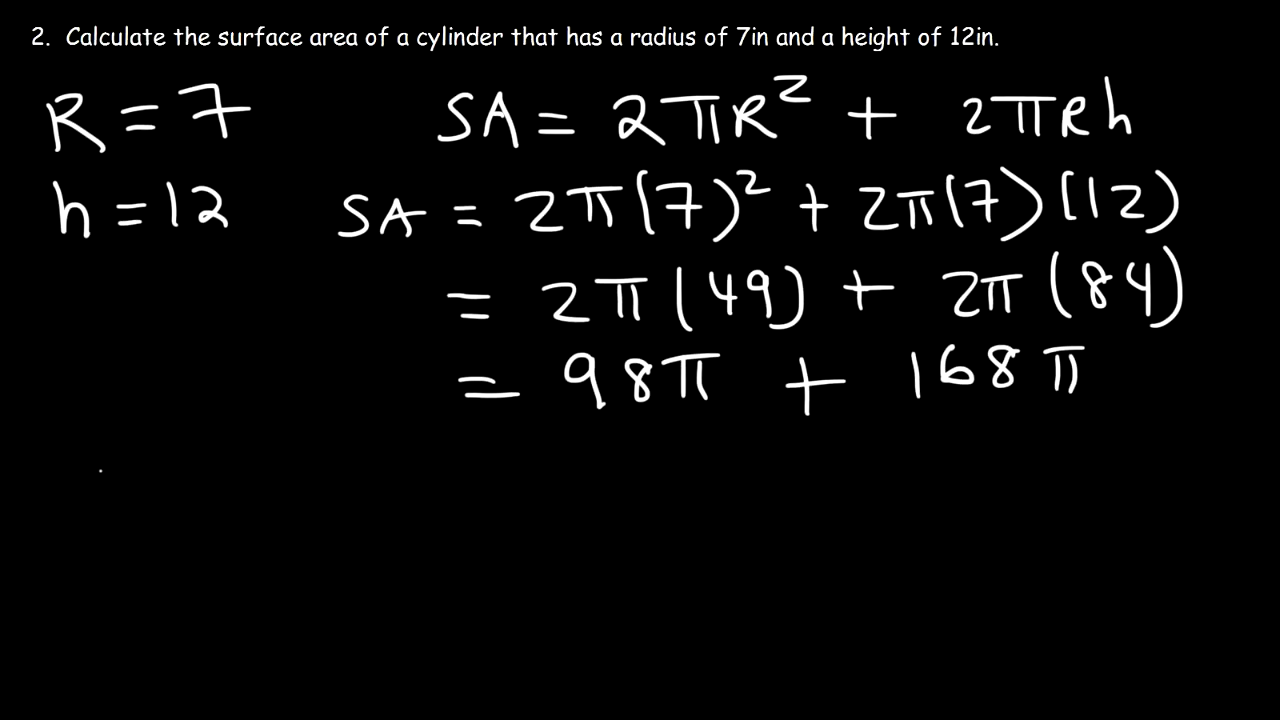 2. Calculate the surface area of a cylinder that has a radius of 7in and a height of 12in.
R = 7
SA = 2πR² + 2πRh
h = 12
SA = 2π(7)² + 2π(7)(12)
= 2π(49) + 2π(84)
= 98π + 168π